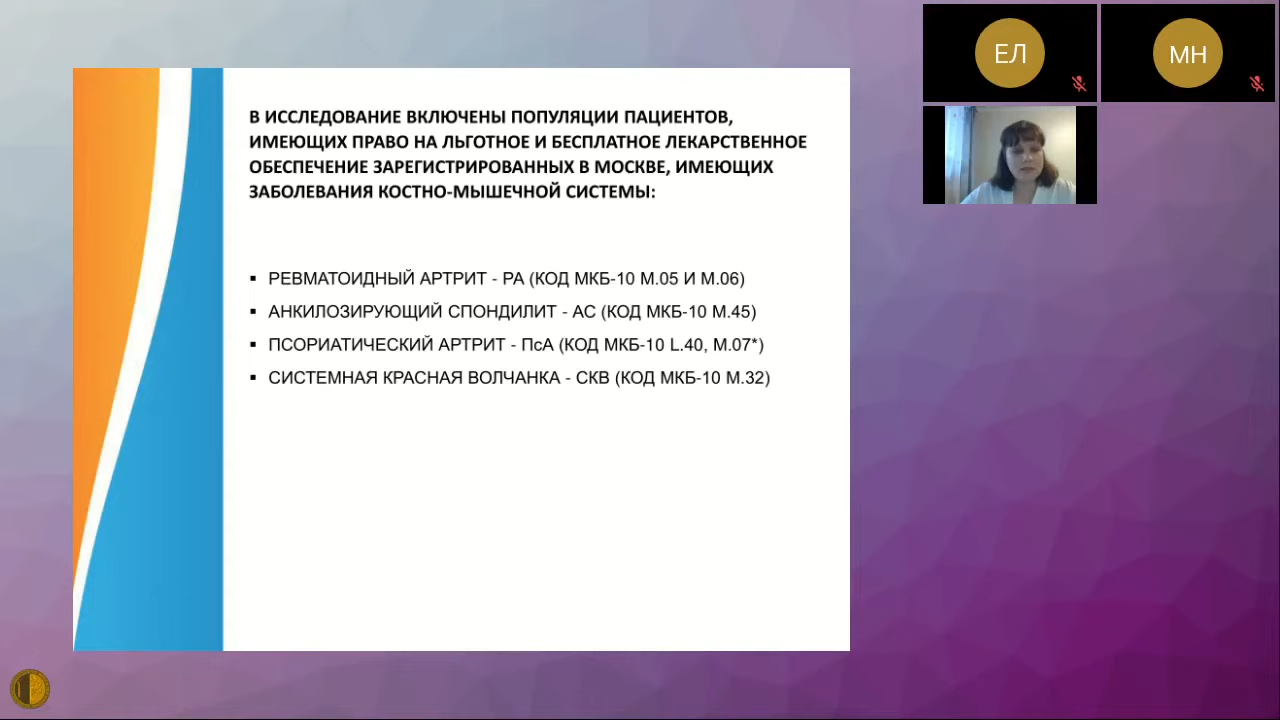 В ИССЛЕДОВАНИЕ ВКЛЮЧЕНЫ ПОПУЛЯЦИИ ПАЦИЕНТОВ,
ИМЕЮЩИХ ПРАВО НА ЛЬГОТНОЕ И БЕСПЛАТНОЕ ЛЕКАРСТВЕННОЕ
ОБЕСПЕЧЕНИЕ ЗАРЕГИСТРИРОВАННЫХ В МОСКВЕ, ИМЕЮЩИХ
ЗАБОЛЕВАНИЯ КОСТНО-МЫШЕЧНОЙ СИСТЕМЫ:
▪ РЕВМАТОИДНЫЙ АРТРИТ - РА (КОД МКБ-10 М.05 И М.06)
▪ АНКИЛОЗИРУЮЩИЙ СПОНДИЛИТ - АС (КОД МКБ-10 М.45)
▪ ПСОРИАТИЧЕСКИЙ АРТРИТ - ПсА (КОД МКБ-10 L.40, М.07*)
▪ СИСТЕМНАЯ КРАСНАЯ ВОЛЧАНКА - СКВ (КОД МКБ-10 М.32)
ЕЛ
МН